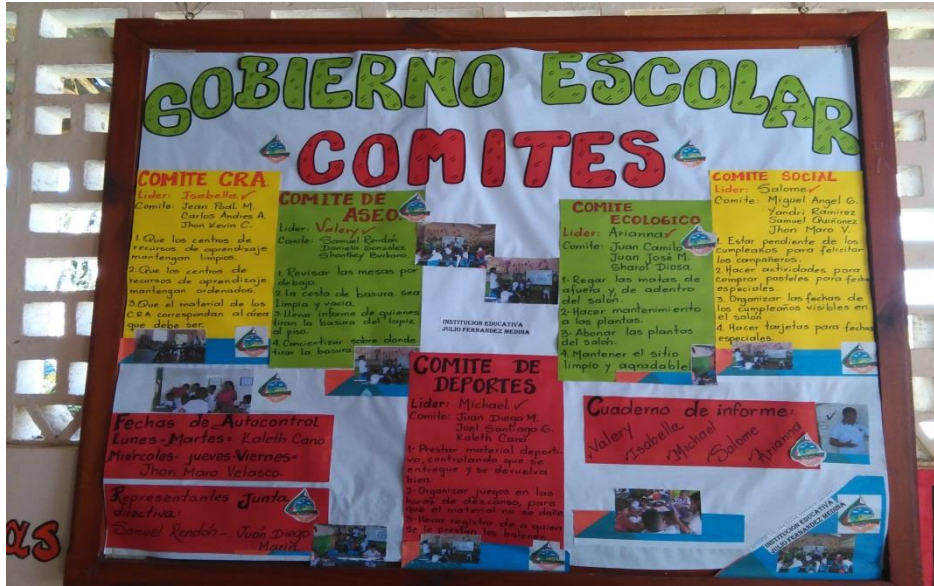 GOBIERNO ESCOLAR
COMITES
COMITE CRA
Lider: Isabella ✓
Comite: Jean Poal M.
Carlos Andres A.
Jhon Kevin C.
1. Que los centros de
recursos de aprendizaje
mantengan limpios.
2. Que los centros de
recursos de aprendizaje
mantengan ordenados.
3. Que el material de los
CRA correspondan al área
que debe ser.
COMITE DE
ASEO
Lider: Valery ✓
Comite: Samuel Rendón
Daniela González
Burbano
1. Revisar las mesas por
debajo.
2. La cesta de basura sea
limpia y vacia.
3. Llevar informe de quienes
tiran la basura del lapiz
al piso.
4. Concientizar sobre donde
tirar la basura.
INSTITUCION EDUCATIVA
JULIO FERNANDEZ MEDINA
COMITE
ECOLOGICO
Lider: Arianna ✓
Comite: Juan Camilo
Juan José M.
Sharol Diosa.
1. Regar las matas de
afuera y de adentro
del salon.
2. Hacer mantenimiento
a las plantas.
3. Abonar las plantas
del salón.
4. Mantener el sitio
limpio y agradable
COMITE SOCIAL
Lider: Salome ✓
Comite: Miguel Angel G.
Yandri Ramirez
Samuel Quiñonez
Jhon Maro V.
1. Estar pendiente de los
cumpleaños para felicitar
los compañeros.
2. Hacer actividades para
comprar pasteles para fechas
especiales
3. Organizar las fechas de
los cumpleaños visibles en
el salón
4. Hacer tarjetas para fechas
especiales.
COMITE DE
DEPORTES
Lider: Michael ✓
Comite: Juan Diego M.
Joel Santiago G.
Kaleth Cano
1. Prestar material deporti-
vo, controlando que se
entregue y se devuelva
bien.
2. Organizar juegos en las
horas de descanso, para
que el material no se dañe
3. Llevar registro de a quien
se le prestan los balones
Fechas de Autocontrol
Lunes - Martes = Kaleth Cano
Miércoles - jueves - Viernes =
Jhon Maro Velasco
Representantes Junta
directiva:
Samuel Rendón - Juan Diego
Marin
Cuaderno de informe:
Valery
✓ Isabella
✓ Michael
✓ Salome
✓ Arianna
INSTITUCION EDUCATIVA
JULIO FERNANDEZ MEDINA
as